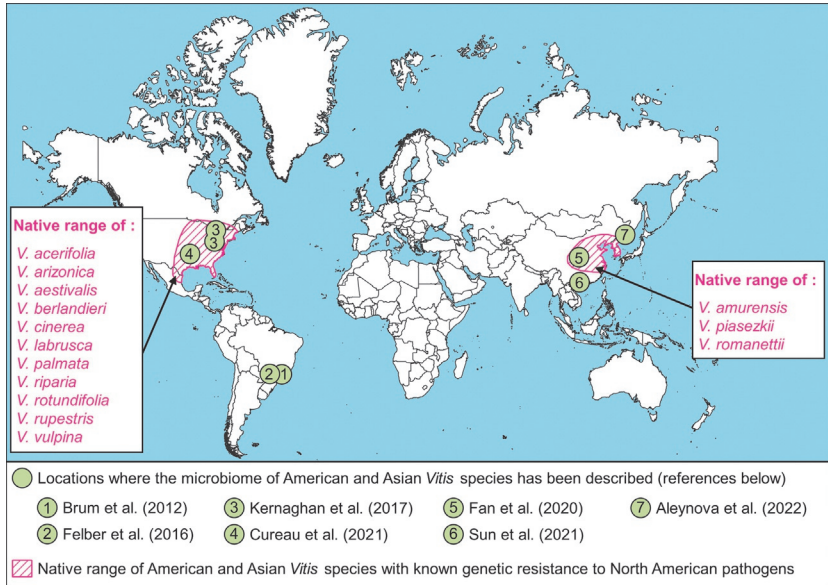 Native range of :
V. acerifolia
V. arizonica
V. aestivalis
V. berlandieri
V. cinerea
V. labrusca
V. palmata
V. riparia
V. rotundifolia
V. rupestris
V. vulpina
3
3
4
2
1
5
6
7
Native range of :
V. amurensis
V. piasezkii
V. romanettii
Locations where the microbiome of American and Asian Vitis species has been described (references below)
1 Brum et al. (2012) 3 Kernaghan et al. (2017) 5 Fan et al. (2020) 7 Aleynova et al. (2022)
2 Felber et al. (2016) 4 Cureau et al. (2021) 6 Sun et al. (2021)
Native range of American and Asian Vitis species with known genetic resistance to North American pathogens